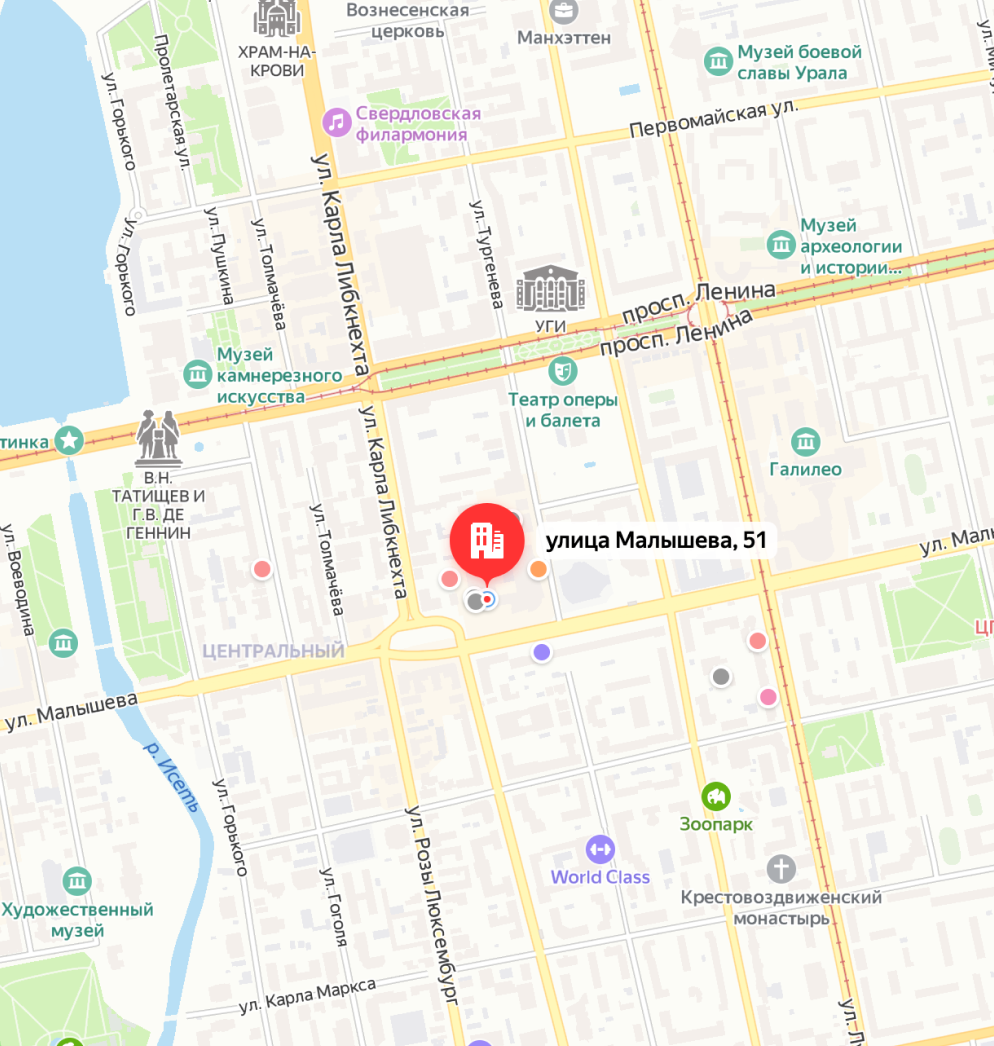 Вознесенская
церковь
Манхэттен
ХРАМ-НА-
КРОВИ
Музей боевой
славы Урала
Пролетарская ул.
ул. Горького
Свердловская
филармония
Первомайская ул.
ул. Карла Либкнехта
ул. Тургенева
ул. Пушкина
ул. Толмачёва
ул. Горького
Музей
археологии
и истории...
УГИ
просп. Ленина
просп. Ленина
Музей
камнерезного
искусства
Театр оперы
и балета
тинка
Галилео
В.Н.
ТАТИЩЕВ И
Г.В. ДЕ
ГЕННИН
ул. Карла Либкнехта
ул. Толмачёва
ул. Воеводина
улица Малышева, 51
ул. Мал
ЦЕНТРАЛЬНЫЙ
ул. Малышева
р. Исеть
ул. Горького
ул. Розы Люксембург
Зоопарк
World Class
ул. Гоголя
Крестовоздвиженский
монастырь
Художественный
музей
ул. Карла Маркса